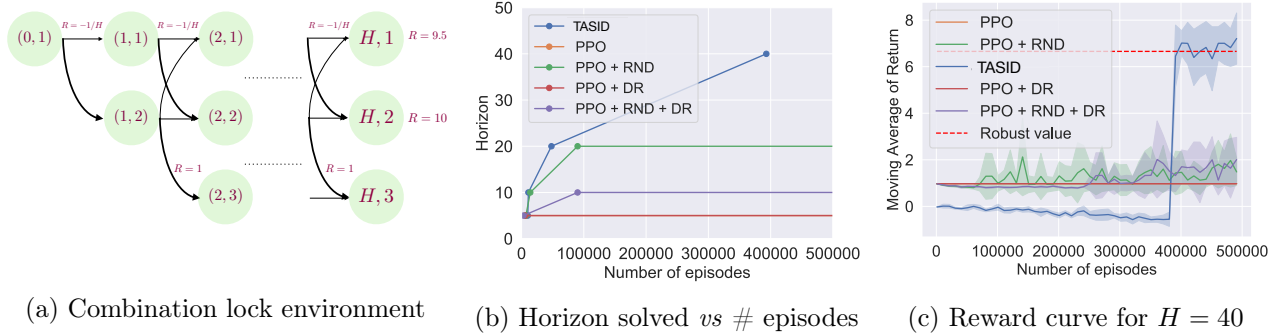 (0, 1)
R = −1/H
(1, 1)
R = −1/H
(2, 1)
H, 1
R = 9.5
(1, 2)
(2, 2)
H, 2
R = 10
R = 1
(2, 3)
R = 1
H, 3
(a) Combination lock environment
50
40
30
20
10
0
Horizon
TASID
PPO
PPO + RND
PPO + DR
PPO + RND + DR
0
100000
200000
300000
400000
500000
Number of episodes
(b) Horizon solved vs # episodes
8
6
4
2
0
Moving Average of Return
PPO
PPO + RND
TASID
PPO + DR
PPO + RND + DR
Robust value
0
100000
200000
300000
400000
500000
Number of episodes
(c) Reward curve for H = 40